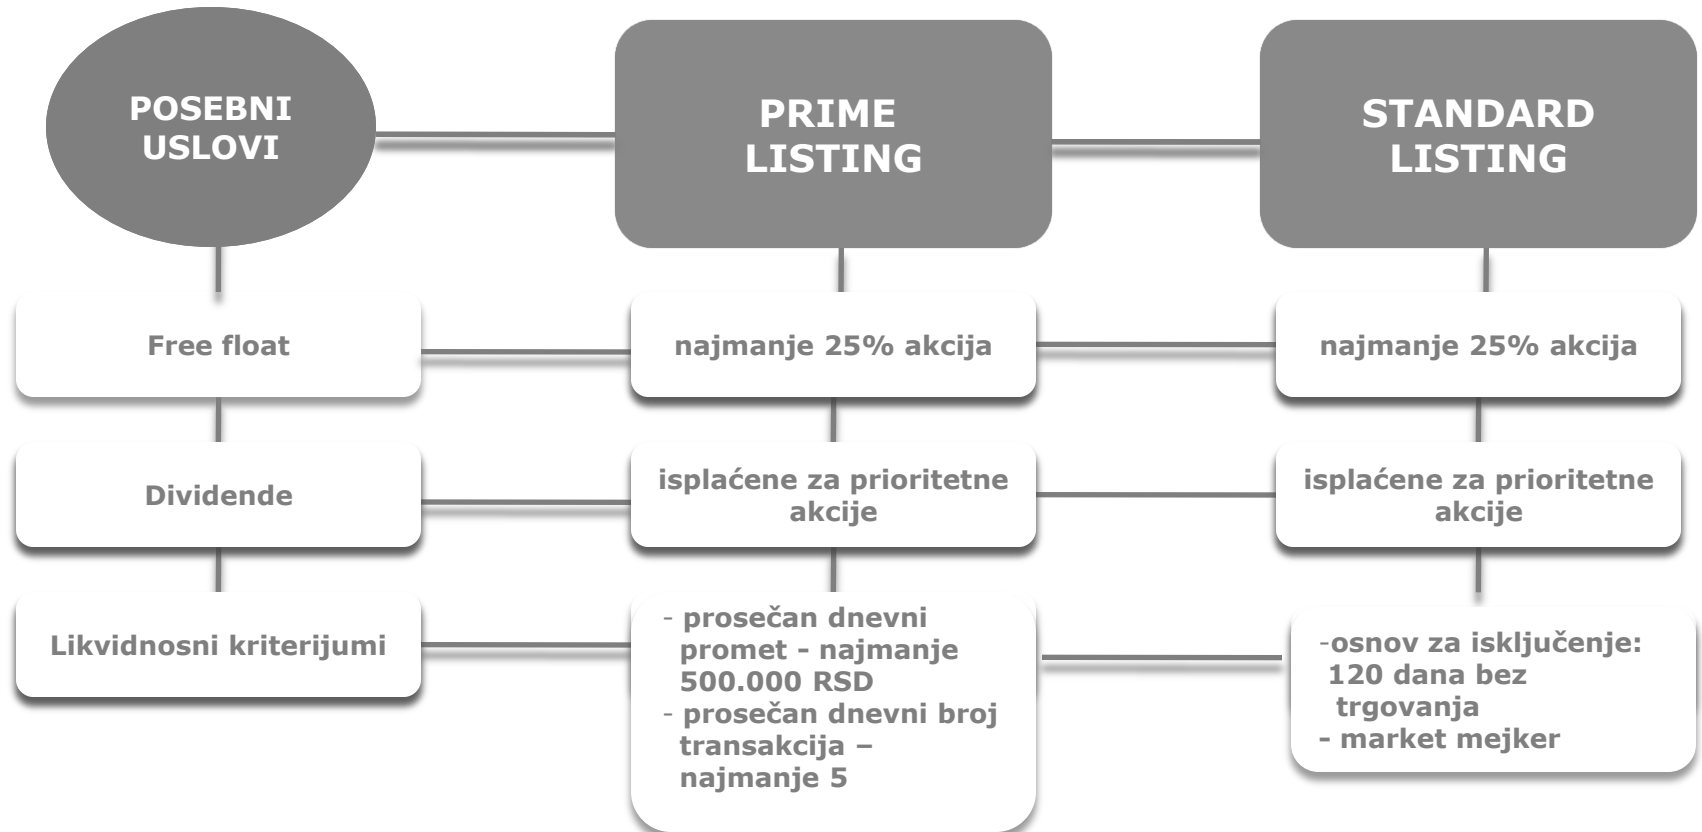 POSEBNI
USLOVI
PRIME
LISTING
STANDARD
LISTING
Free float
najmanje 25% akcija
najmanje 25% akcija
Dividende
isplaćene za prioritetne
akcije
isplaćene za prioritetne
akcije
Likvidnosni kriterijumi
- prosečan dnevni
promet - najmanje
500.000 RSD
- prosečan dnevni broj
transakcija –
najmanje 5
-osnov za isključenje:
120 dana bez
trgovanja
- market mejker